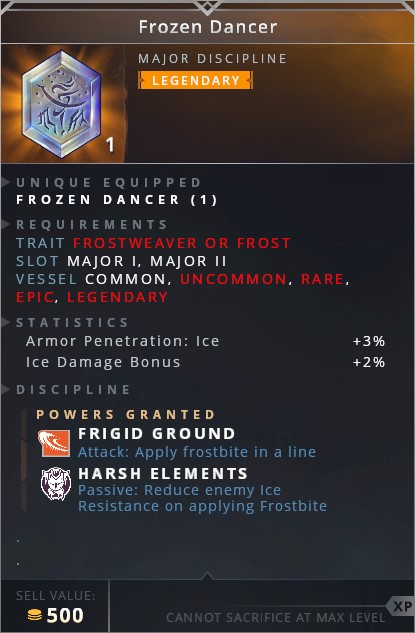 Frozen Dancer
MAJOR DISCIPLINE
LEGENDARY
1
UNIQUE EQUIPPED
FROZEN DANCER (1)
REQUIREMENTS
TRAIT FROSTWEAVER OR FROST
SLOT MAJOR I, MAJOR II
VESSEL COMMON, UNCOMMON, RARE,
EPIC, LEGENDARY
STATISTICS
Armor Penetration: Ice +3%
Ice Damage Bonus +2%
DISCIPLINE
POWERS GRANTED
FRIGID GROUND
Attack: Apply frostbite in a line
HARSH ELEMENTS
Passive: Reduce enemy Ice
Resistance on applying Frostbite
.
.
SELL VALUE:
500
XP
CANNOT SACRIFICE AT MAX LEVEL